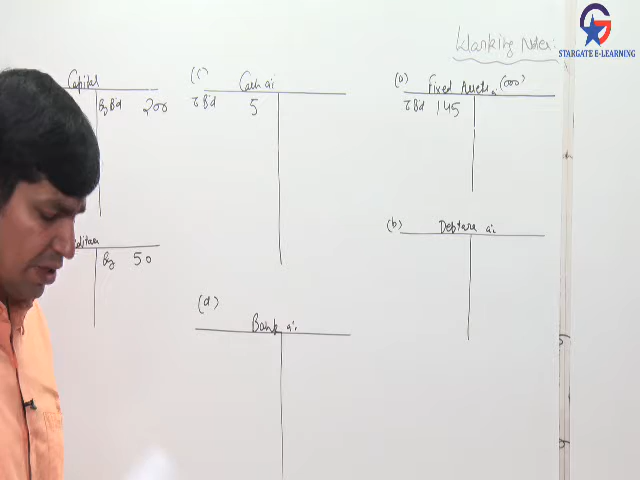 Working Notes:
STARGATE E-LEARNING
Capital
By Bd 200
(c)
Cash a/c
To Bd 5
(a)
Fixed Assets a/c (000')
To Bd 145
(b)
Debtors a/c
By 50
(d)
Bank a/c